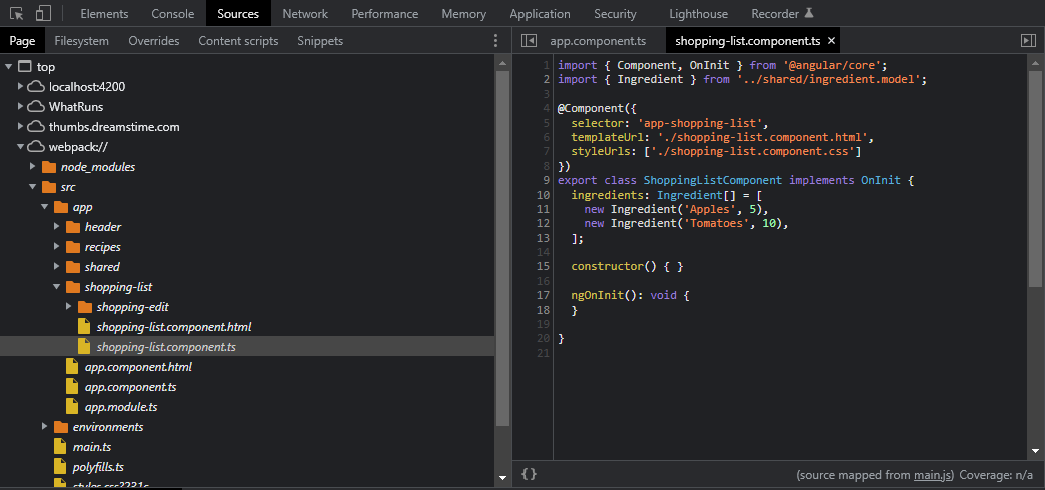 Elements Console Sources Network Performance Memory Application Security Lighthouse Recorder
Page Filesystem Overrides Content scripts Snippets
top
localhost:4200
WhatRuns
thumbs.dreamstime.com
webpack://
node_modules
src
app
header
recipes
shared
shopping-list
shopping-edit
shopping-list.component.html
shopping-list.component.ts
app.component.html
app.component.ts
app.module.ts
environments
main.ts
polyfills.ts
app.component.ts shopping-list.component.ts ×
1 import { Component, OnInit } from '@angular/core';
2 import { Ingredient } from '../shared/ingredient.model';
3
4 @Component({
5   selector: 'app-shopping-list',
6   templateUrl: './shopping-list.component.html',
7   styleUrls: ['./shopping-list.component.css']
8 })
9 export class ShoppingListComponent implements OnInit {
10   ingredients: Ingredient[] = [
11     new Ingredient('Apples', 5),
12     new Ingredient('Tomatoes', 10),
13   ];
14
15   constructor() { }
16
17   ngOnInit(): void {
18   }
19
20 }
21
{} (source mapped from main.js) Coverage: n/a